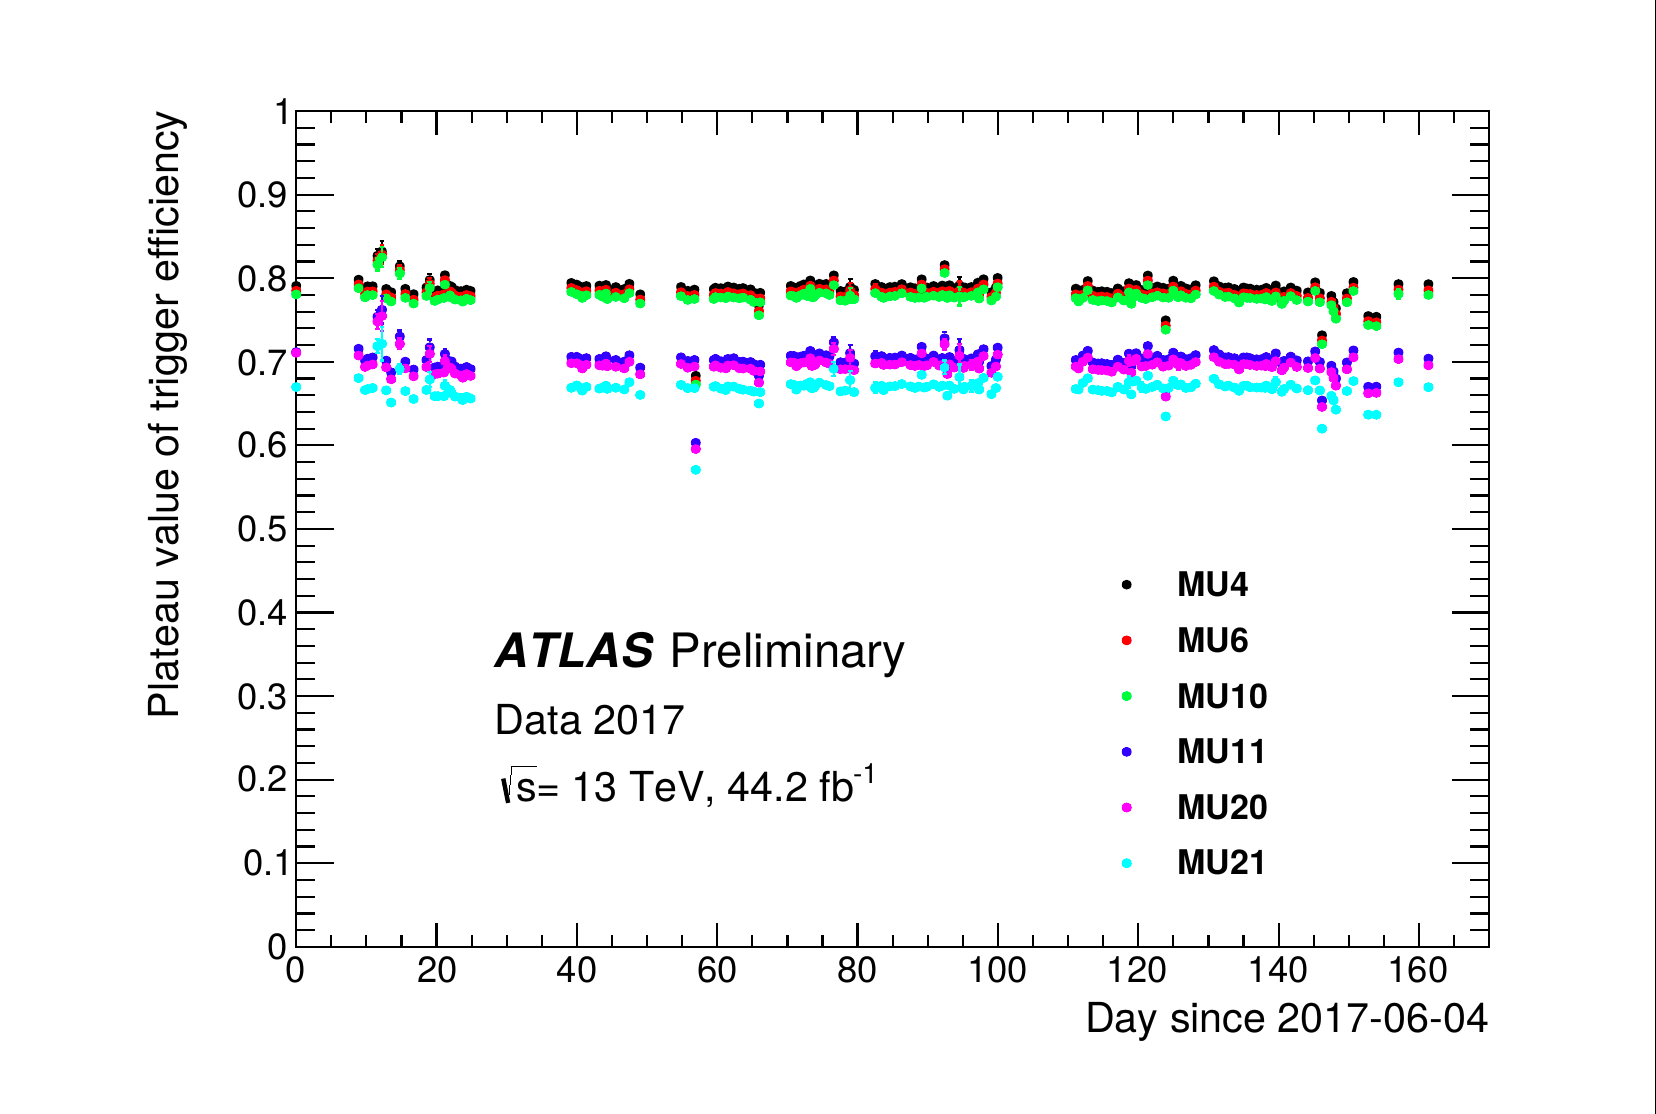 Plateau value of trigger efficiency
1
0.9
0.8
0.7
0.6
0.5
0.4
0.3
0.2
0.1
0
ATLAS Preliminary
Data 2017
√s= 13 TeV, 44.2 fb⁻¹
MU4
MU6
MU10
MU11
MU20
MU21
0 20 40 60 80 100 120 140 160
Day since 2017-06-04